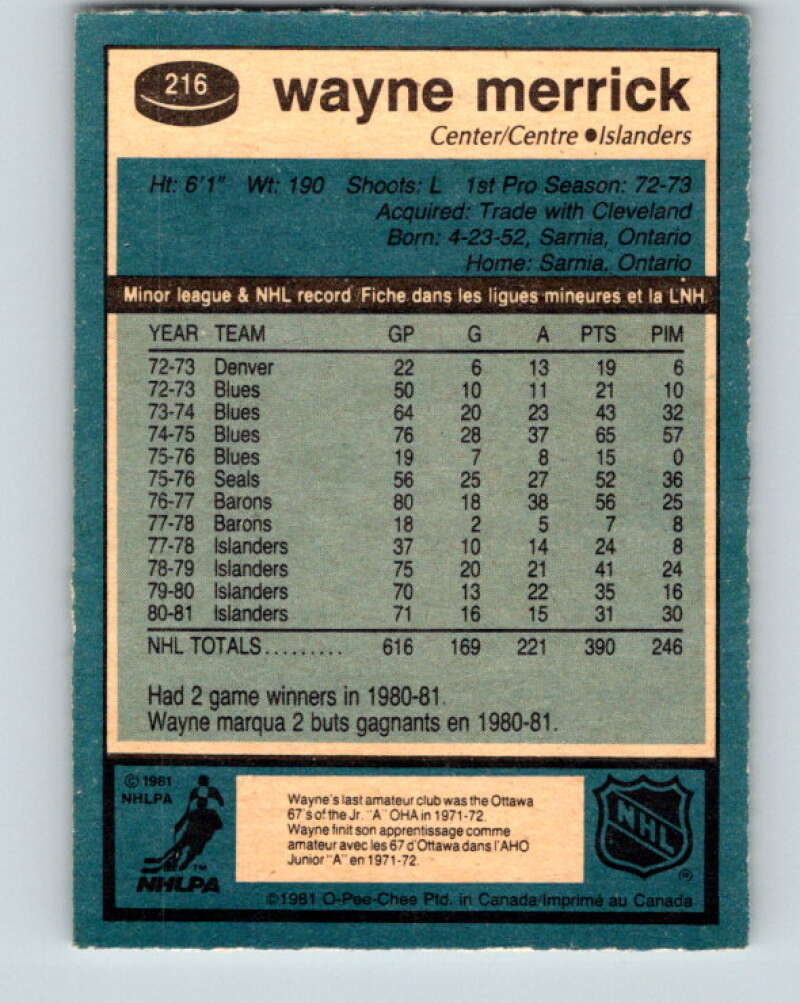 216
wayne merrick
Center/Centre ●Islanders
Ht: 6'1" Wt: 190 Shoots: L 1st Pro Season: 72-73
Acquired: Trade with Cleveland
Born: 4-23-52, Sarnia, Ontario
Home: Sarnia, Ontario
Minor league & NHL record Fiche dans les ligues mineures et la LNH
YEAR TEAM GP G A PTS PIM
72-73 Denver 22 6 13 19 6
72-73 Blues 50 10 11 21 10
73-74 Blues 64 20 23 43 32
74-75 Blues 76 28 37 65 57
75-76 Blues 19 7 8 15 0
75-76 Seals 56 25 27 52 36
76-77 Barons 80 18 38 56 25
77-78 Barons 18 2 5 7 8
77-78 Islanders 37 10 14 24 8
78-79 Islanders 75 20 21 41 24
79-80 Islanders 70 13 22 35 16
80-81 Islanders 71 16 15 31 30
NHL TOTALS......... 616 169 221 390 246
Had 2 game winners in 1980-81.
Wayne marqua 2 buts gagnants en 1980-81.
© 1981
NHLPA
NHLPA
TM
Wayne's last amateur club was the Ottawa
67's of the Jr. "A" OHA in 1971-72.
Wayne finit son apprentissage comme
amateur avec les 67 d'Ottawa dans l'AHO
Junior "A" en 1971-72.
NHL
®
©1981 O-Pee-Chee Ptd. in Canada/Imprimé au Canada